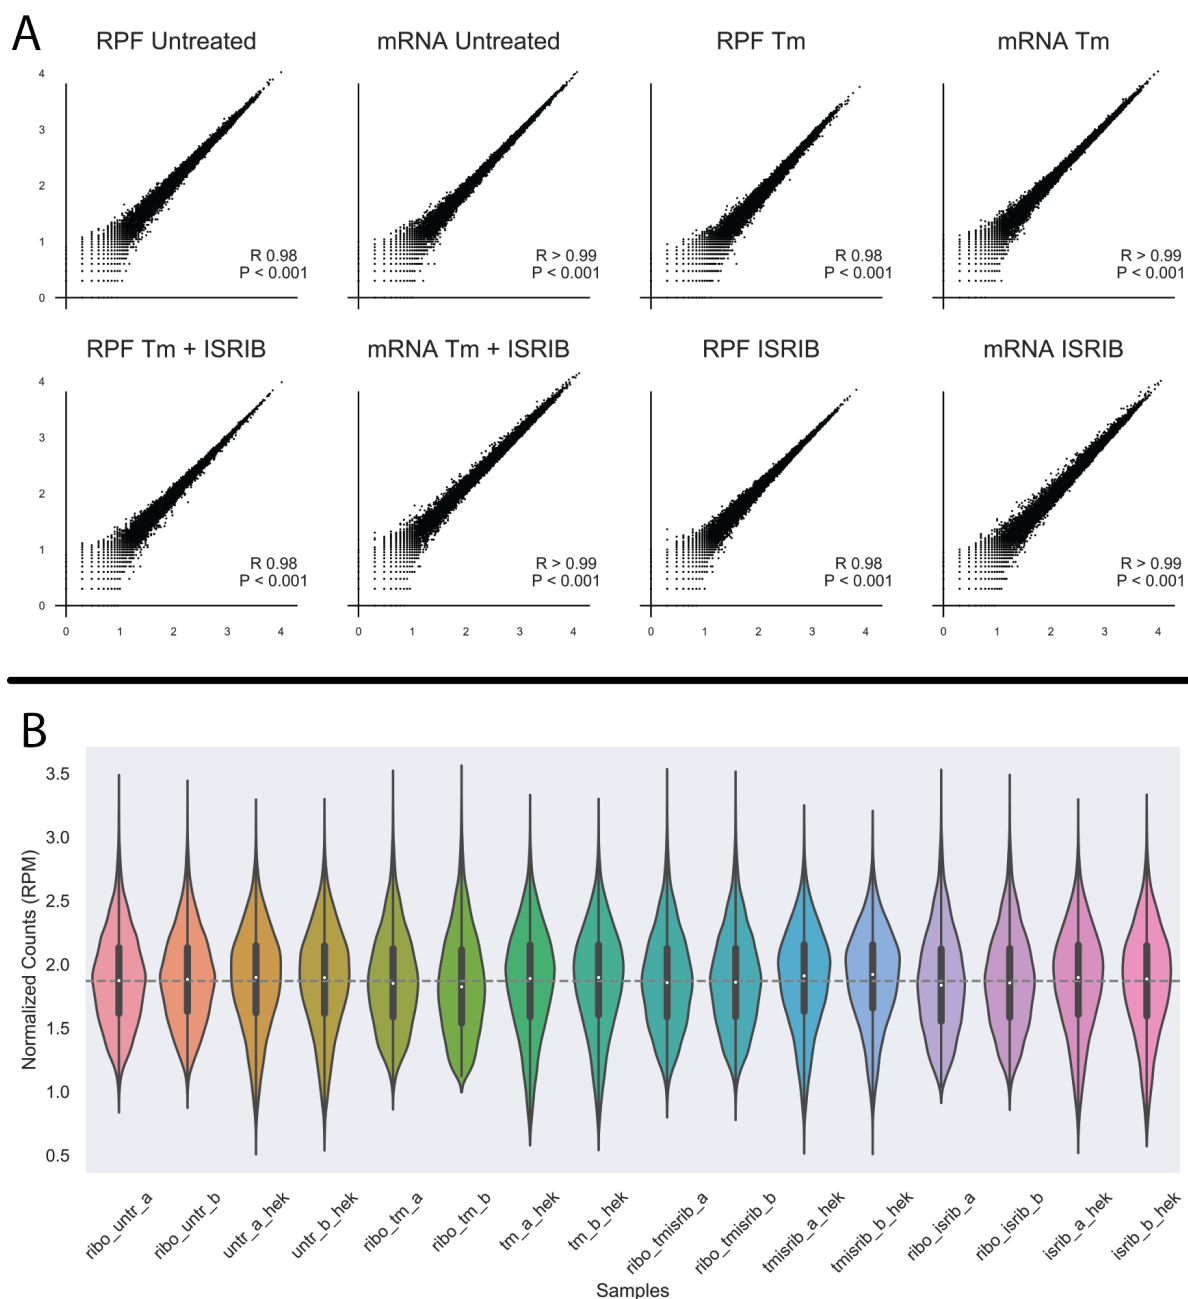 A
RPF Untreated
mRNA Untreated
RPF Tm
mRNA Tm
4
3
2
1
0
R 0.98
P < 0.001
R > 0.99
P < 0.001
R 0.98
P < 0.001
R > 0.99
P < 0.001
RPF Tm + ISRIB
mRNA Tm + ISRIB
RPF ISRIB
mRNA ISRIB
4
3
2
1
0
R 0.98
P < 0.001
R > 0.99
P < 0.001
R 0.98
P < 0.001
R > 0.99
P < 0.001
0 1 2 3 4
0 1 2 3 4
0 1 2 3 4
0 1 2 3 4
B
Normalized Counts (RPM)
3.5
3.0
2.5
2.0
1.5
1.0
0.5
ribo_untr_a
ribo_untr_b
untr_a_hek
untr_b_hek
ribo_tm_a
ribo_tm_b
tm_a_hek
tm_b_hek
ribo_tmisrib_a
ribo_tmisrib_b
tmisrib_a_hek
tmisrib_b_hek
ribo_isrib_a
ribo_isrib_b
isrib_a_hek
isrib_b_hek
Samples